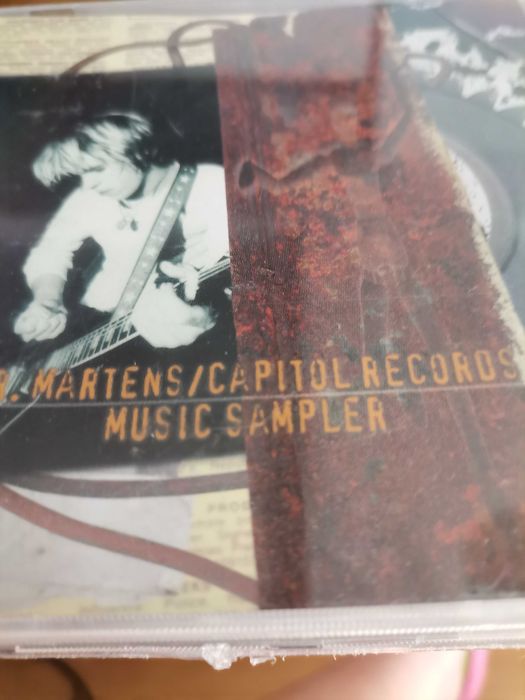 R. MARTENS/CAPITOL RECORDS
MUSIC SAMPLER